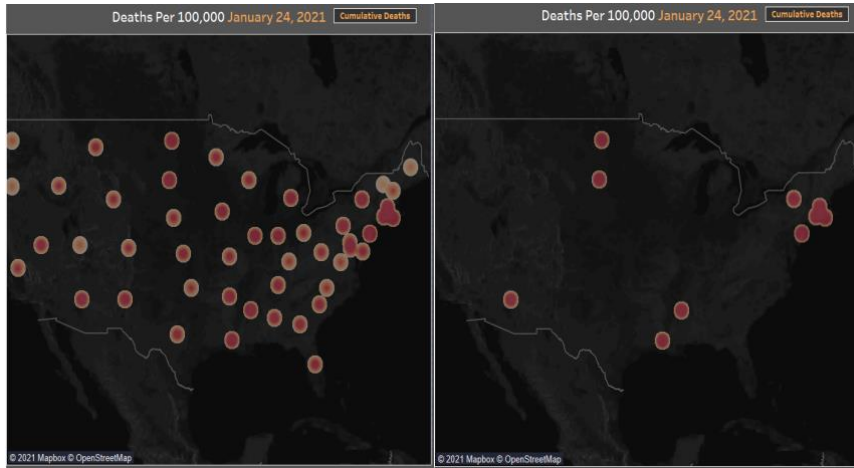 Deaths Per 100,000 January 24, 2021 Cumulative Deaths
© 2021 Mapbox © OpenStreetMap
Deaths Per 100,000 January 24, 2021 Cumulative Deaths
© 2021 Mapbox © OpenStreetMap